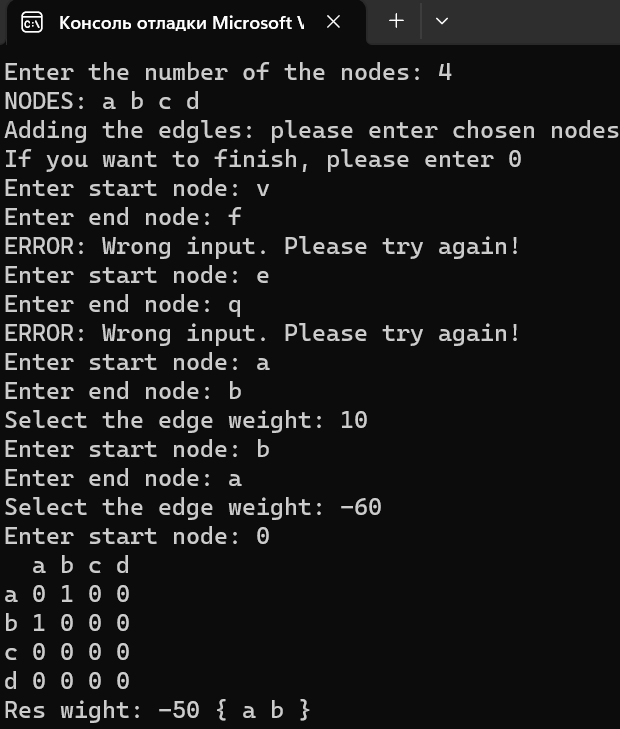 Консоль отладки Microsoft V
Enter the number of the nodes: 4
NODES: a b c d
Adding the edgles: please enter chosen nodes
If you want to finish, please enter 0
Enter start node: v
Enter end node: f
ERROR: Wrong input. Please try again!
Enter start node: e
Enter end node: q
ERROR: Wrong input. Please try again!
Enter start node: a
Enter end node: b
Select the edge weight: 10
Enter start node: b
Enter end node: a
Select the edge weight: -60
Enter start node: 0
  a b c d
a 0 1 0 0
b 1 0 0 0
c 0 0 0 0
d 0 0 0 0
Res wight: -50 { a b }